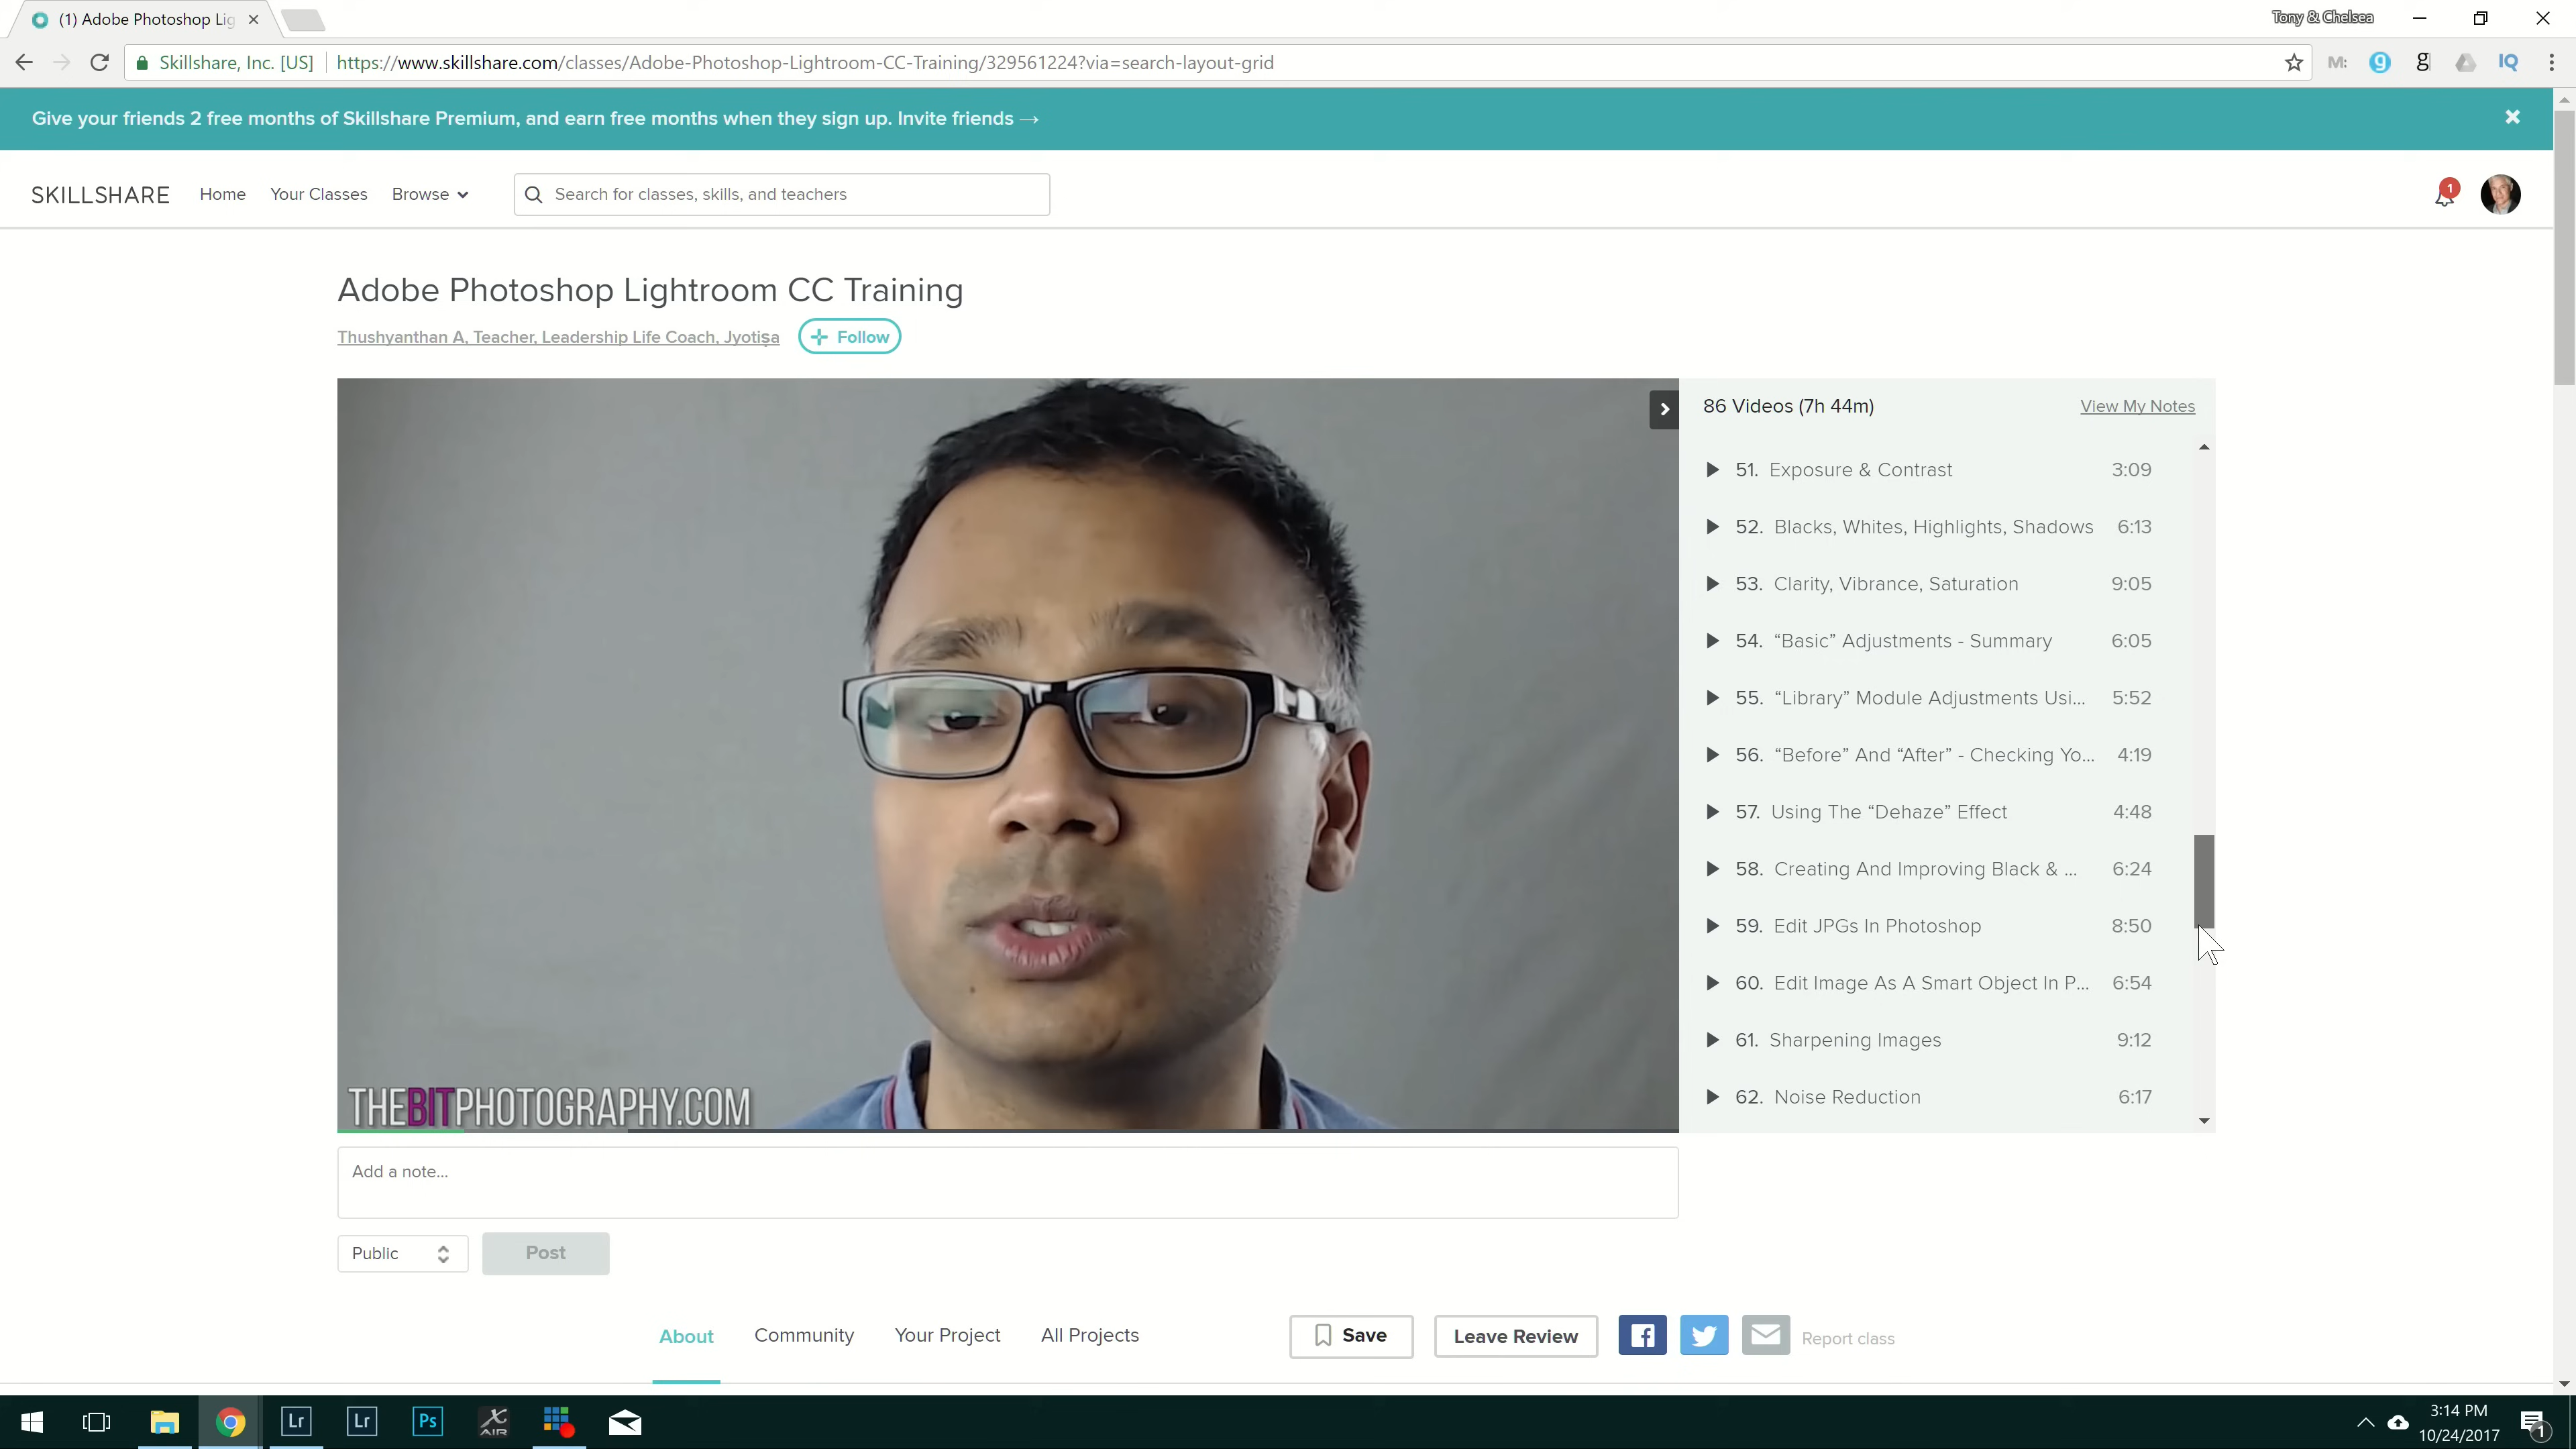 (1) Adobe Photoshop Lig
Tony & Chelsea
Skillshare, Inc. [US]
https://www.skillshare.com/classes/Adobe-Photoshop-Lightroom-CC-Training/329561224?via=search-layout-grid
M:
g
g
IQ
Give your friends 2 free months of Skillshare Premium, and earn free months when they sign up. Invite friends →
SKILLSHARE
Home
Your Classes
Browse
Search for classes, skills, and teachers
1
Adobe Photoshop Lightroom CC Training
Thushyanthan A, Teacher, Leadership Life Coach, Jyotiṣa
Follow
86 Videos (7h 44m)
View My Notes
51. Exposure & Contrast 3:09
52. Blacks, Whites, Highlights, Shadows 6:13
53. Clarity, Vibrance, Saturation 9:05
54. “Basic” Adjustments - Summary 6:05
55. “Library” Module Adjustments Usi... 5:52
56. “Before” And “After” - Checking Yo... 4:19
57. Using The “Dehaze” Effect 4:48
58. Creating And Improving Black & ... 6:24
59. Edit JPGs In Photoshop 8:50
60. Edit Image As A Smart Object In P... 6:54
61. Sharpening Images 9:12
62. Noise Reduction 6:17
THEBITPHOTOGRAPHY.COM
Add a note...
Public
Post
About
Community
Your Project
All Projects
Save
Leave Review
Report class
Lr
Lr
Ps
X AIR
3:14 PM
10/24/2017
1